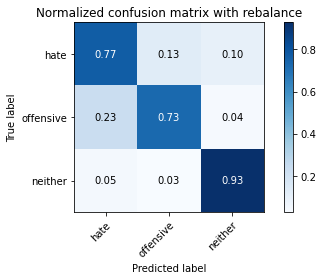 Normalized confusion matrix with rebalance
True label
hate
0.77 0.13 0.10
offensive
0.23 0.73 0.04
neither
0.05 0.03 0.93
hate
offensive
neither
Predicted label
0.8
0.6
0.4
0.2